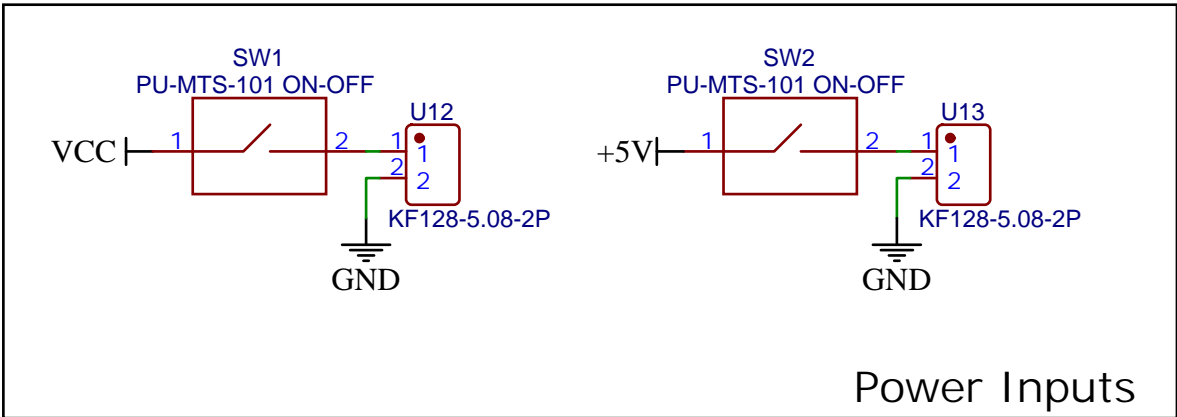 SW1
PU-MTS-101 ON-OFF
U12
VCC
1
2
1
1
2
2
KF128-5.08-2P
GND
SW2
PU-MTS-101 ON-OFF
U13
+5V
1
2
1
1
2
2
KF128-5.08-2P
GND
Power Inputs